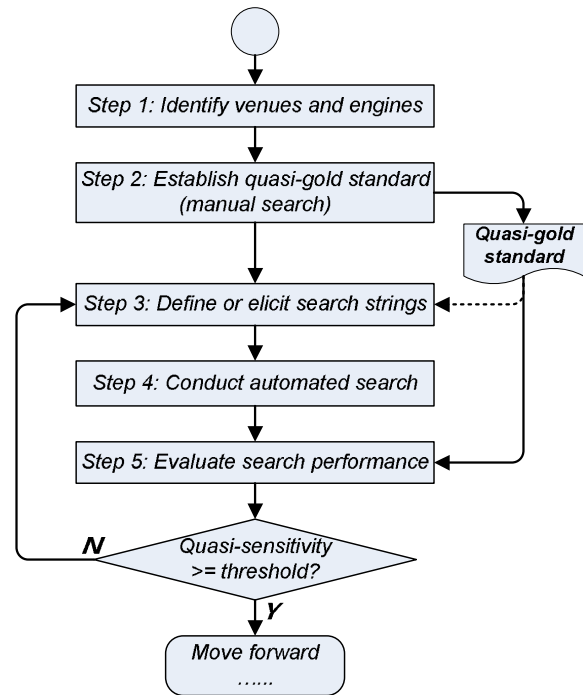 Step 1: Identify venues and engines
Step 2: Establish quasi-gold standard
(manual search)
Quasi-gold
standard
Step 3: Define or elicit search strings
Step 4: Conduct automated search
Step 5: Evaluate search performance
Quasi-sensitivity
>= threshold?
N
Y
Move forward
……